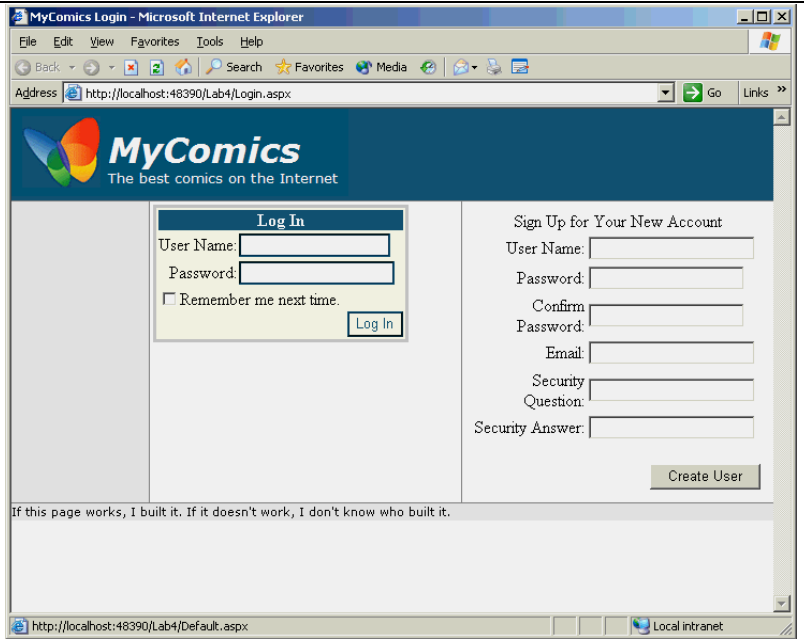 MyComics Login - Microsoft Internet Explorer
File Edit View Favorites Tools Help
Back Search Favorites Media
Address http://localhost:48390/Lab4/Login.aspx Go Links »
MyComics
The best comics on the Internet
Log In
User Name:
Password:
Remember me next time.
Log In
Sign Up for Your New Account
User Name:
Password:
Confirm
Password:
Email:
Security
Question:
Security Answer:
Create User
If this page works, I built it. If it doesn't work, I don't know who built it.
http://localhost:48390/Lab4/Default.aspx Local intranet